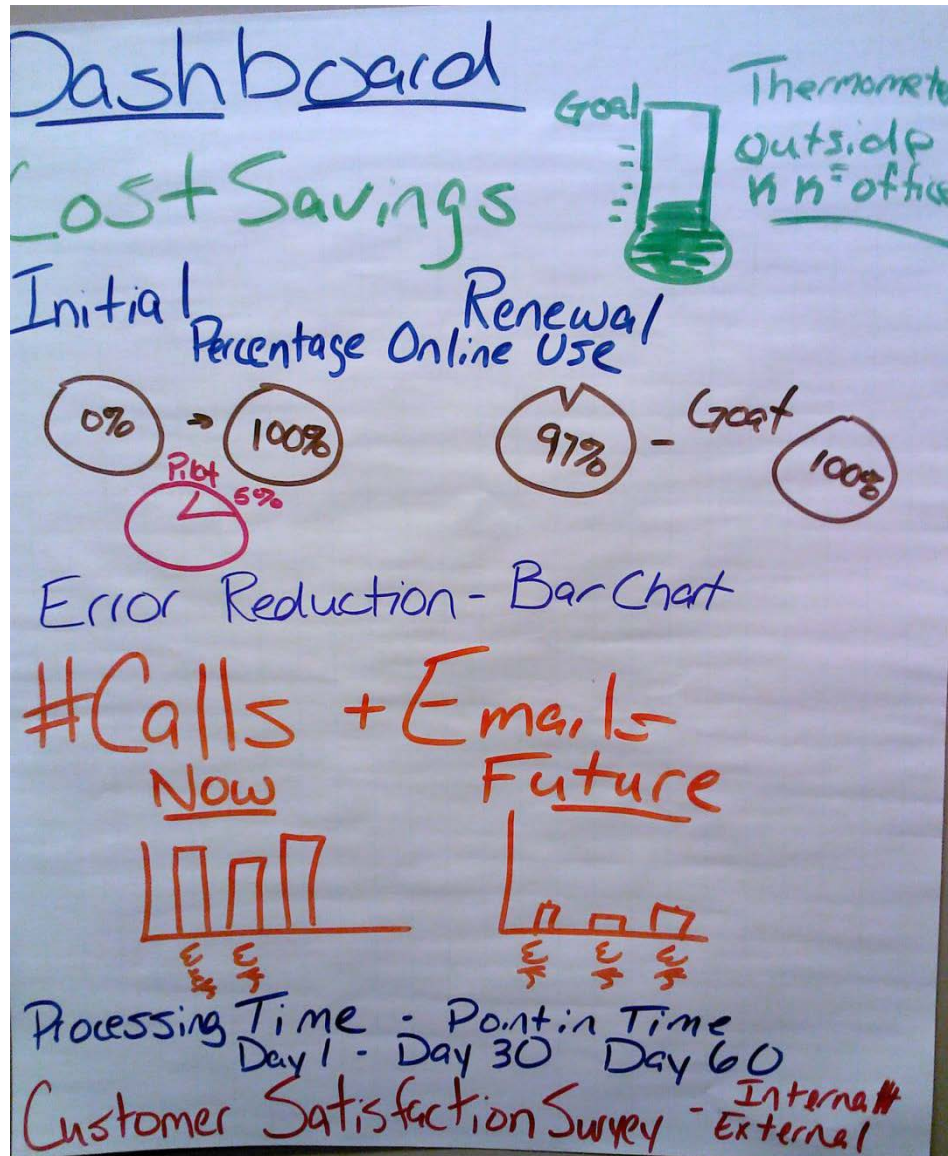 Dashboard
Goal
Thermomete
outside
KK's office
Cost Savings
Initial
Renewal
Percentage Online Use
0% → 100%
97% - Goal 100%
Pilot 5%
Error Reduction - Bar Chart
#Calls + Emails
Now
Future
Processing Time - Point in Time
Day 1 - Day 30 Day 60
Customer Satisfaction Survey - Internal
External